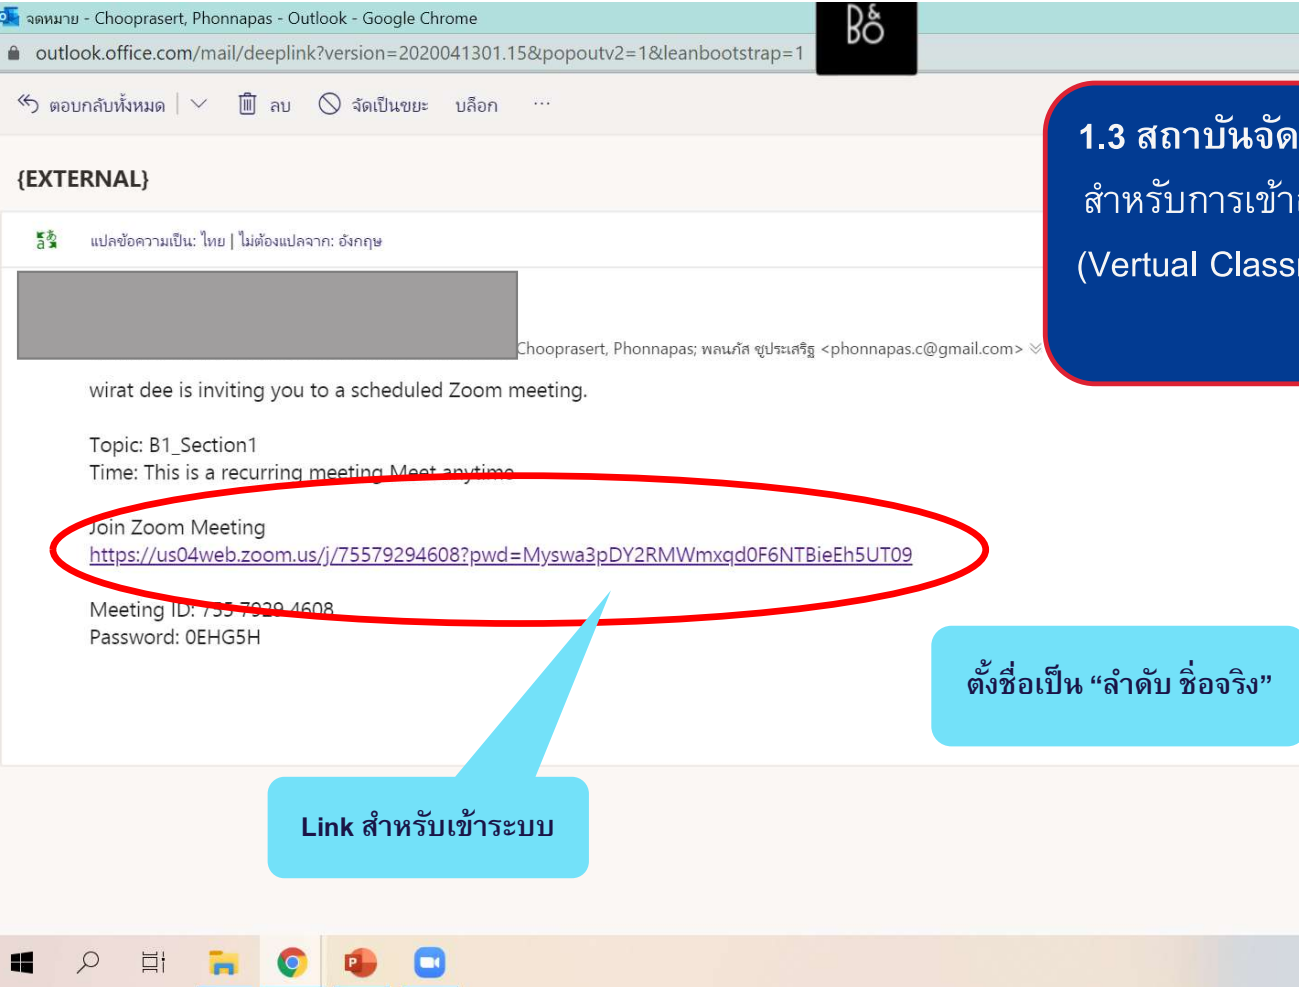 จดหมาย - Chooprasert, Phonnapas - Outlook - Google Chrome
outlook.office.com/mail/deeplink?version=2020041301.15&popoutv2=1&leanbootstrap=1
B&O
ตอบกลับทั้งหมด ลบ จัดเป็นขยะ บล็อก ...
1.3 สถาบันจัด
สำหรับการเข้า
(Vertual Class
{EXTERNAL}
แปลข้อความเป็น: ไทย | ไม่ต้องแปลจาก: อังกฤษ
Chooprasert, Phonnapas; พลนภัส ชูประเสริฐ <phonnapas.c@gmail.com>
wirat dee is inviting you to a scheduled Zoom meeting.
Topic: B1_Section1
Time: This is a recurring meeting Meet anytime
Join Zoom Meeting
https://us04web.zoom.us/j/75579294608?pwd=Myswa3pDY2RMWmxqd0F6NTBieEh5UT09
Meeting ID: 755 7929 4608
Password: 0EHG5H
ตั้งชื่อเป็น “ลำดับ ชื่อจริง”
Link สำหรับเข้าระบบ